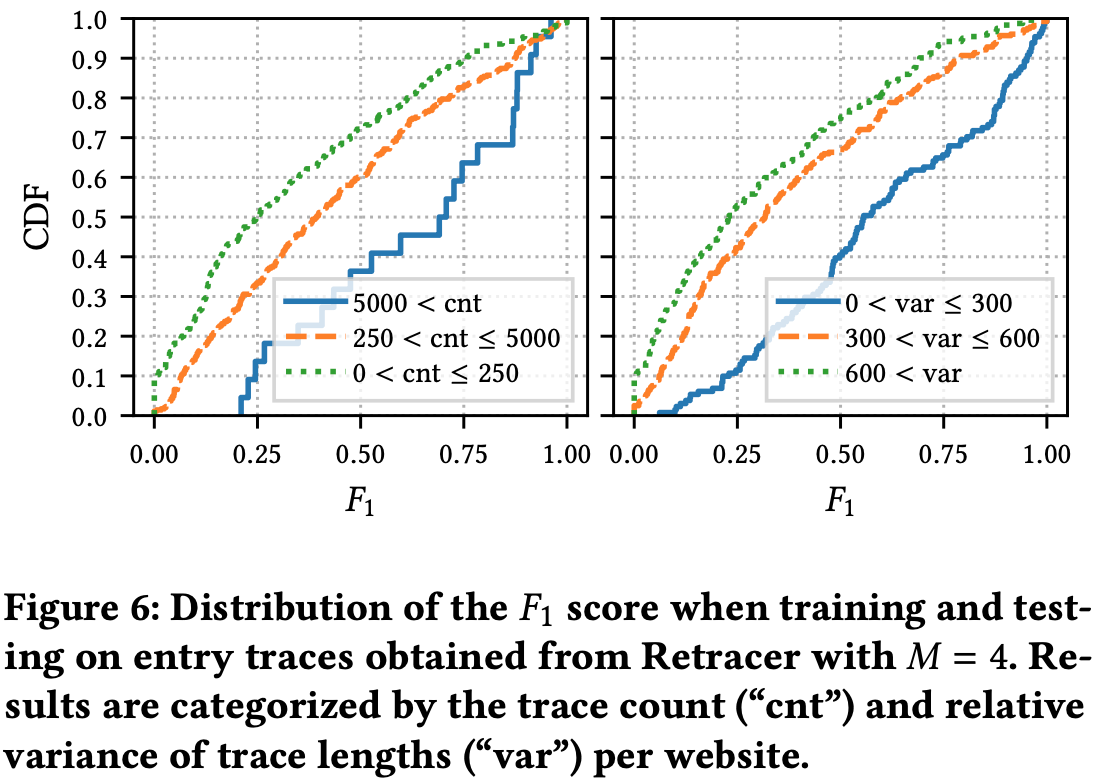 CDF
1.0
0.9
0.8
0.7
0.6
0.5
0.4
0.3
0.2
0.1
0.0
5000 < cnt
250 < cnt ≤ 5000
0 < cnt ≤ 250
0.00 0.25 0.50 0.75 1.00
F1
0 < var ≤ 300
300 < var ≤ 600
600 < var
0.00 0.25 0.50 0.75 1.00
F1
Figure 6: Distribution of the F1 score when training and test-
ing on entry traces obtained from Retracer with M = 4. Re-
sults are categorized by the trace count (“cnt”) and relative
variance of trace lengths (“var”) per website.